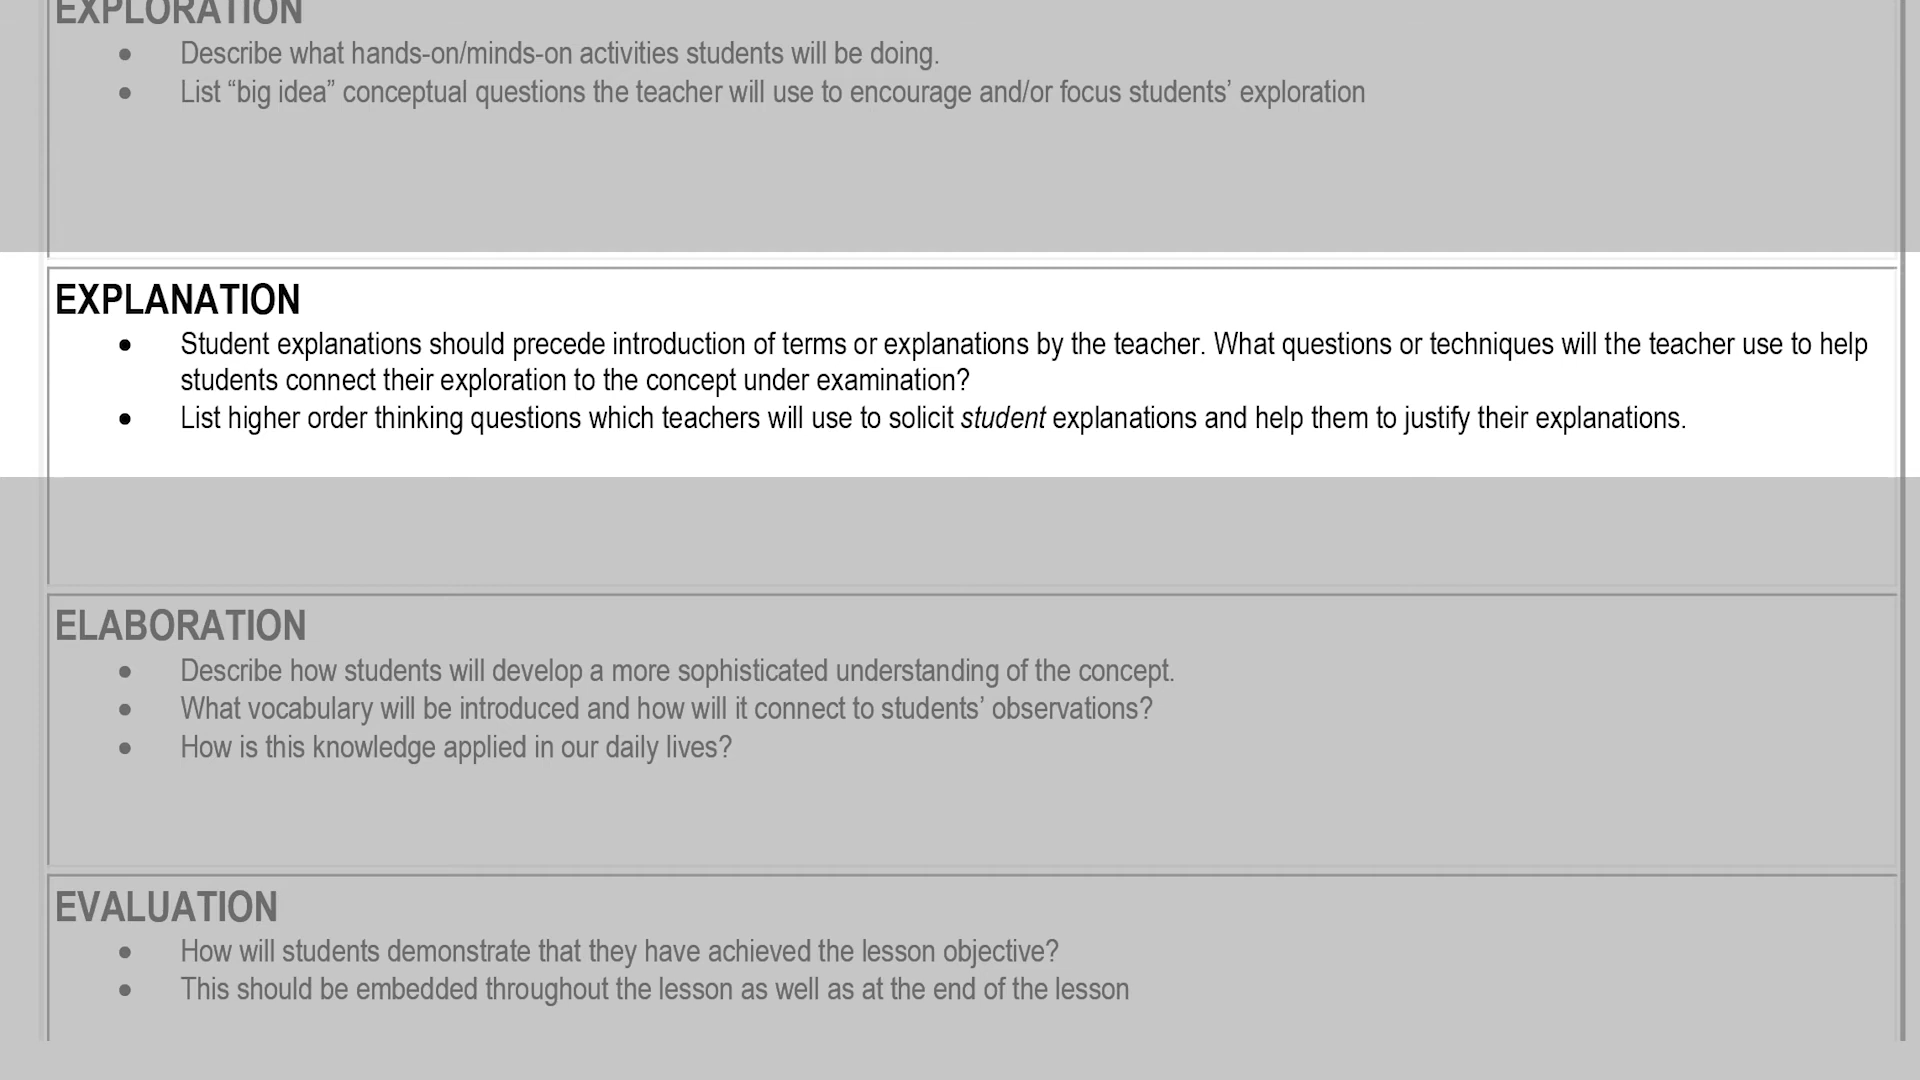 EXPLORATION
• Describe what hands-on/minds-on activities students will be doing.
• List “big idea” conceptual questions the teacher will use to encourage and/or focus students’ exploration
EXPLANATION
• Student explanations should precede introduction of terms or explanations by the teacher. What questions or techniques will the teacher use to help
students connect their exploration to the concept under examination?
• List higher order thinking questions which teachers will use to solicit student explanations and help them to justify their explanations.
ELABORATION
• Describe how students will develop a more sophisticated understanding of the concept.
• What vocabulary will be introduced and how will it connect to students’ observations?
• How is this knowledge applied in our daily lives?
EVALUATION
• How will students demonstrate that they have achieved the lesson objective?
• This should be embedded throughout the lesson as well as at the end of the lesson